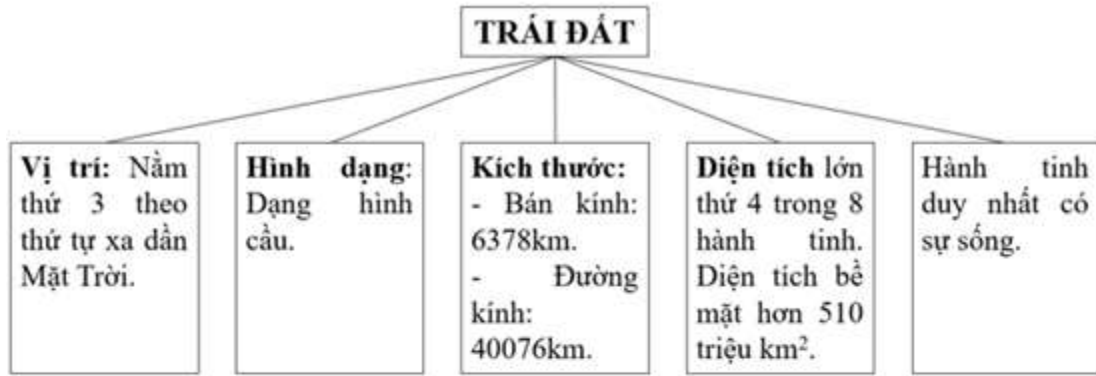 TRÁI ĐẤT
Vị trí: Nằm
thứ 3 theo
thứ tự xa dần
Mặt Trời.
Hình dạng:
Dạng hình
cầu.
Kích thước:
- Bán kính:
6378km.
- Đường
kính:
40076km.
Diện tích lớn
thứ 4 trong 8
hành tinh.
Diện tích bề
mặt hơn 510
triệu km².
Hành tinh
duy nhất có
sự sống.